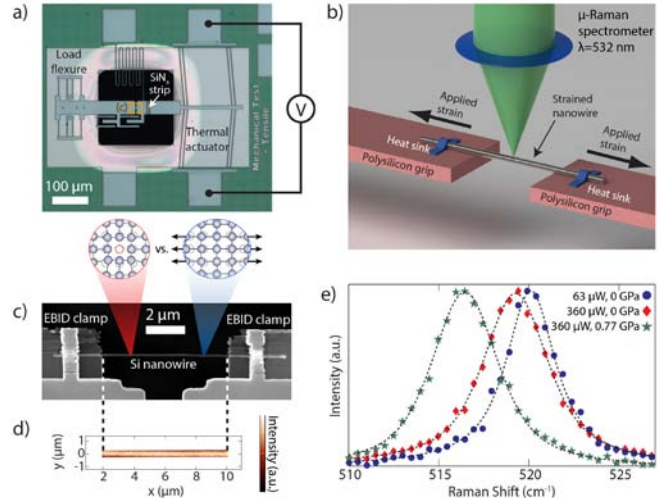 a)
Load
flexure
SiNx
strip
Thermal
actuator
Mechanical Test
- Tensile
100 μm
V
b)
μ-Raman
spectrometer
λ=532 nm
Applied
strain
Strained
nanowire
Applied
strain
Heat sink
Polysilicon grip
Heat sink
Polysilicon grip
vs.
c)
EBID clamp
2 μm
EBID clamp
Si nanowire
d)
y (μm)
1
0
-1
2
4
6
8
10
x (μm)
Intensity (a.u.)
e)
63 μW, 0 GPa
360 μW, 0 GPa
360 μW, 0.77 GPa
Intensity (a.u.)
510
515
520
525
Raman Shift (cm⁻¹)